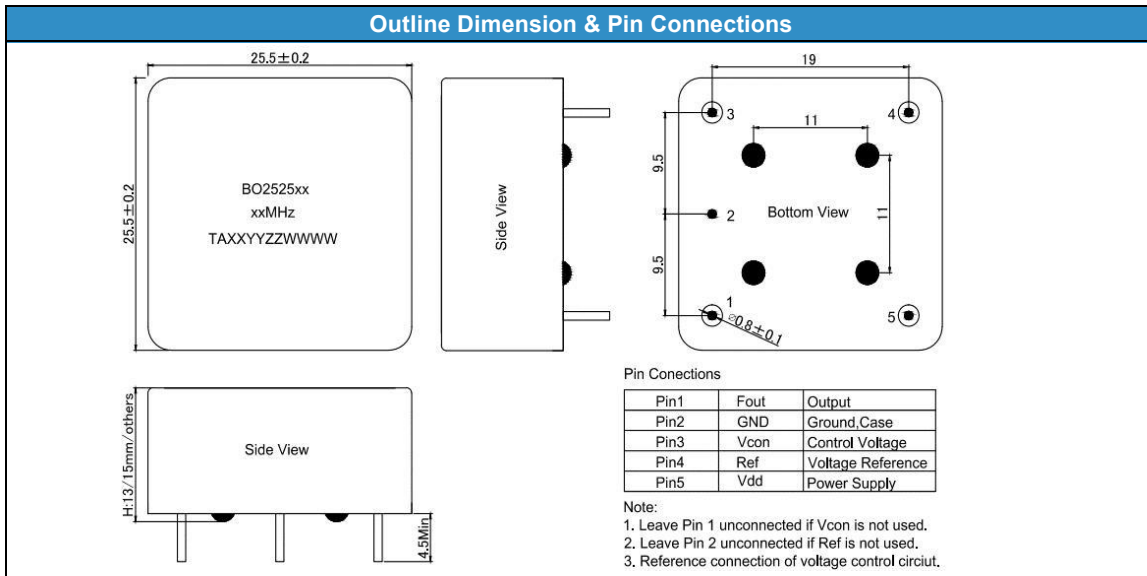 Outline Dimension & Pin Connections
25.5±0.2
25.5±0.2
BO2525xx
xxMHz
TAXXYYZZWWWW
Side View
19
3
4
11
9.5
2
Bottom View
11
9.5
1
⌀0.8±0.1
5
Side View
H:13/15mm/others
4.5Min
Pin Conections
Pin1 Fout Output
Pin2 GND Ground,Case
Pin3 Vcon Control Voltage
Pin4 Ref Voltage Reference
Pin5 Vdd Power Supply
Note:
1. Leave Pin 1 unconnected if Vcon is not used.
2. Leave Pin 2 unconnected if Ref is not used.
3. Reference connection of voltage control circiut.